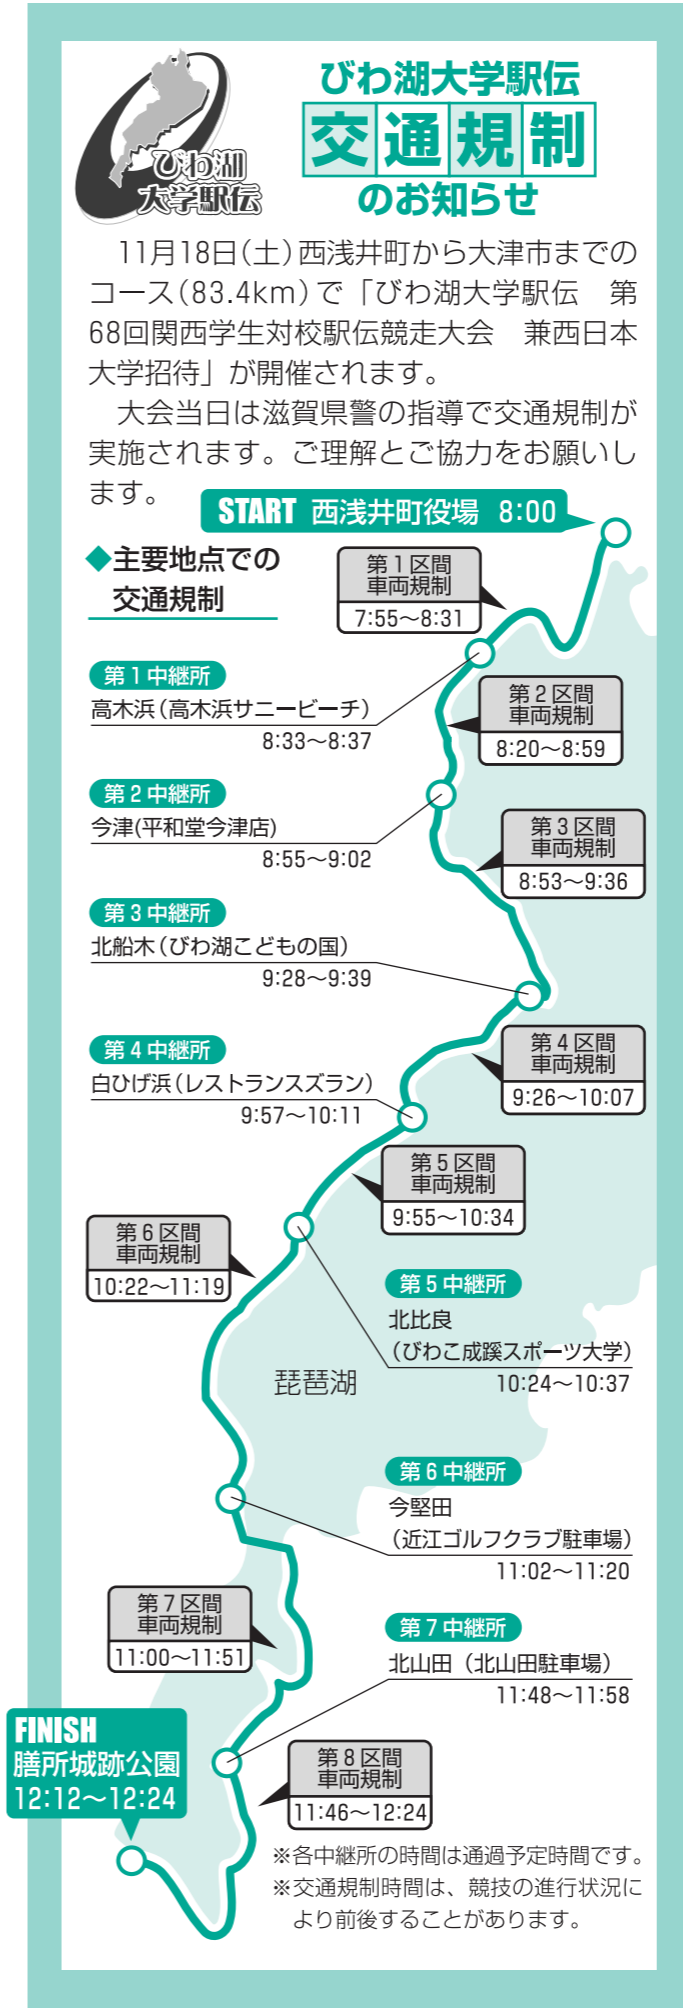 びわ湖
大学駅伝
びわ湖大学駅伝
交通規制
のお知らせ
　11月18日(土)西浅井町から大津市までの
コース(83.4km)で「びわ湖大学駅伝　第
68回関西学生対校駅伝競走大会　兼西日本
大学招待」が開催されます。
　大会当日は滋賀県警の指導で交通規制が
実施されます。ご理解とご協力をお願いし
ます。
START 西浅井町役場 8:00
◆主要地点での
交通規制
第1区間
車両規制
7:55〜8:31
第1中継所
高木浜(高木浜サニービーチ)
8:33〜8:37
第2区間
車両規制
8:20〜8:59
第2中継所
今津(平和堂今津店)
8:55〜9:02
第3区間
車両規制
8:53〜9:36
第3中継所
北船木(びわ湖こどもの国)
9:28〜9:39
第4区間
車両規制
9:26〜10:07
第4中継所
白ひげ浜(レストランスズラン)
9:57〜10:11
第5区間
車両規制
9:55〜10:34
第6区間
車両規制
10:22〜11:19
第5中継所
北比良
(びわこ成蹊スポーツ大学)
10:24〜10:37
琵琶湖
第6中継所
今堅田
(近江ゴルフクラブ駐車場)
11:02〜11:20
第7区間
車両規制
11:00〜11:51
第7中継所
北山田(北山田駐車場)
11:48〜11:58
FINISH
膳所城跡公園
12:12〜12:24
第8区間
車両規制
11:46〜12:24
※各中継所の時間は通過予定時間です。
※交通規制時間は、競技の進行状況に
より前後することがあります。